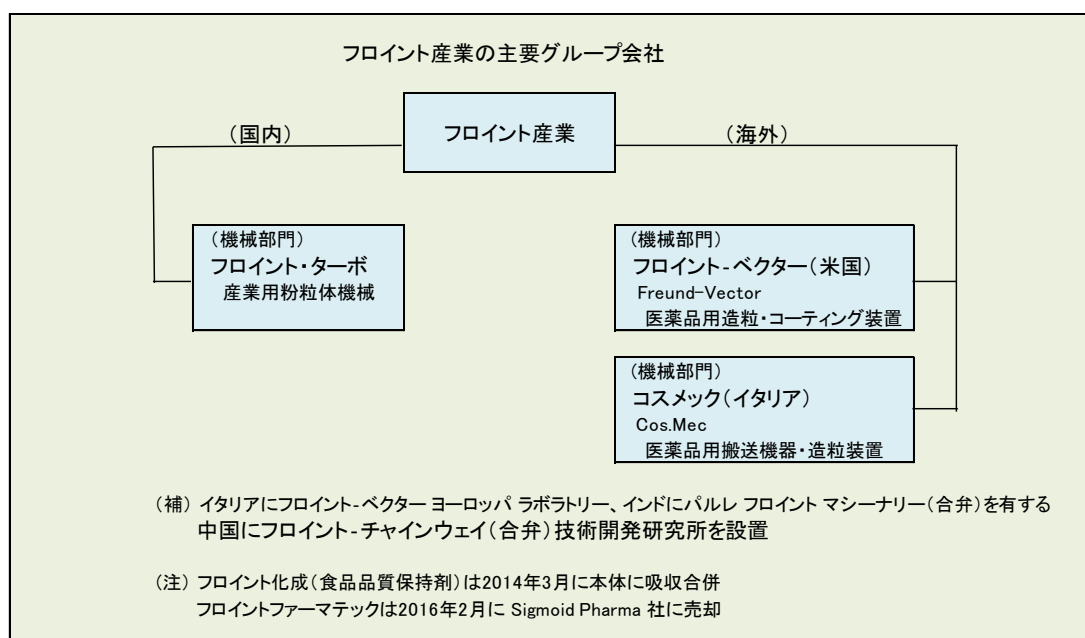 フロイント産業の主要グループ会社
（国内）
フロイント産業
（海外）
（機械部門）
フロイント・ターボ
産業用粉粒体機械
（機械部門）
フロイント-ベクター（米国）
Freund-Vector
医薬品用造粒・コーティング装置
（機械部門）
コスメック（イタリア）
Cos.Mec
医薬品用搬送機器・造粒装置
（補） イタリアにフロイント-ベクター ヨーロッパ ラボラトリー、インドにパルレ フロイント マシーナリー（合弁）を有する
中国にフロイント-チャインウェイ（合弁）技術開発研究所を設置
（注） フロイント化成（食品品質保持剤）は2014年3月に本体に吸収合併
フロイントファーマテックは2016年2月に Sigmoid Pharma 社に売却